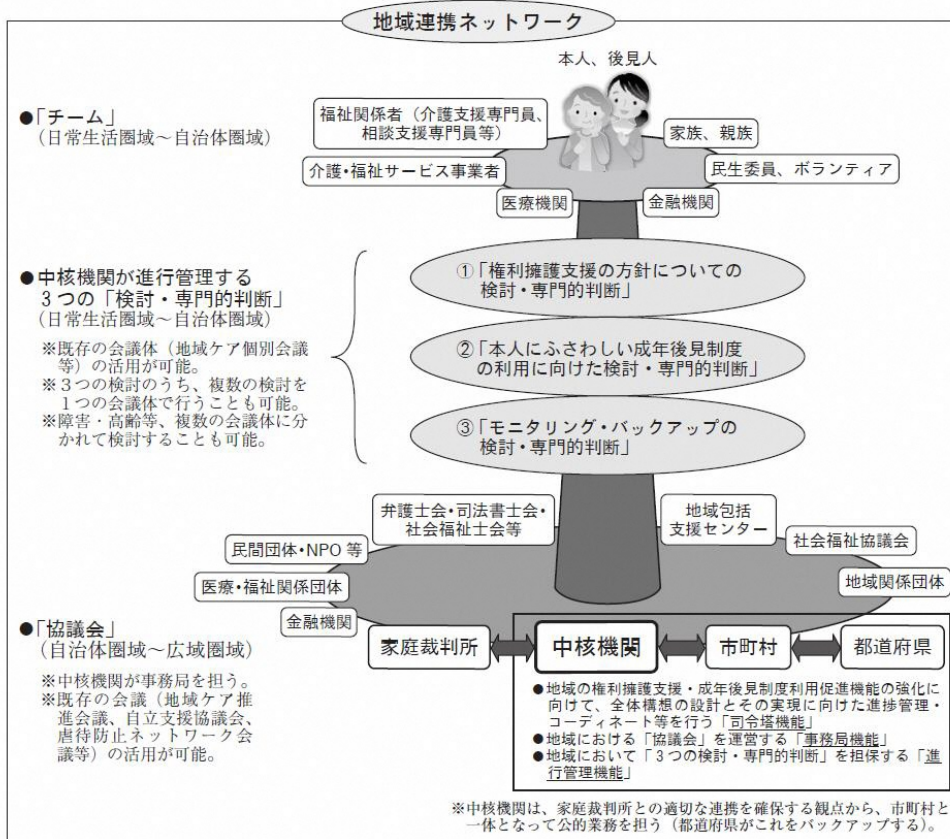 地域連携ネットワーク
本人、後見人
●「チーム」
(日常生活圏域～自治体圏域)
福祉関係者（介護支援専門員、
相談支援専門員等）
家族、親族
介護・福祉サービス事業者
民生委員、ボランティア
医療機関
金融機関
●中核機関が進行管理する
3つの「検討・専門的判断」
(日常生活圏域～自治体圏域)
※既存の会議体（地域ケア個別会議
等）の活用が可能。
※3つの検討のうち、複数の検討を
1つの会議体で行うことも可能。
※障害・高齢等、複数の会議体に分
かれて検討することも可能。
①「権利擁護支援の方針についての
検討・専門的判断」
②「本人にふさわしい成年後見制度
の利用に向けた検討・専門的判断」
③「モニタリング・バックアップの
検討・専門的判断」
弁護士会・司法書士会・
社会福祉士会等
地域包括
支援センター
民間団体・NPO 等
社会福祉協議会
医療・福祉関係団体
地域関係団体
金融機関
●「協議会」
(自治体圏域～広域圏域)
※中核機関が事務局を担う。
※既存の会議（地域ケア推
進会議、自立支援協議会、
虐待防止ネットワーク会
議等）の活用が可能。
家庭裁判所
中核機関
市町村
都道府県
●地域の権利擁護支援・成年後見制度利用促進機能の強化に
向けて、全体構想の設計とその実現に向けた進捗管理・
コーディネート等を行う「司令塔機能」
●地域における「協議会」を運営する「事務局機能」
●地域において「3つの検討・専門的判断」を担保する「進
行管理機能」
※中核機関は、家庭裁判所との適切な連携を確保する観点から、市町村と
一体となって公的業務を担う（都道府県がこれをバックアップする）。